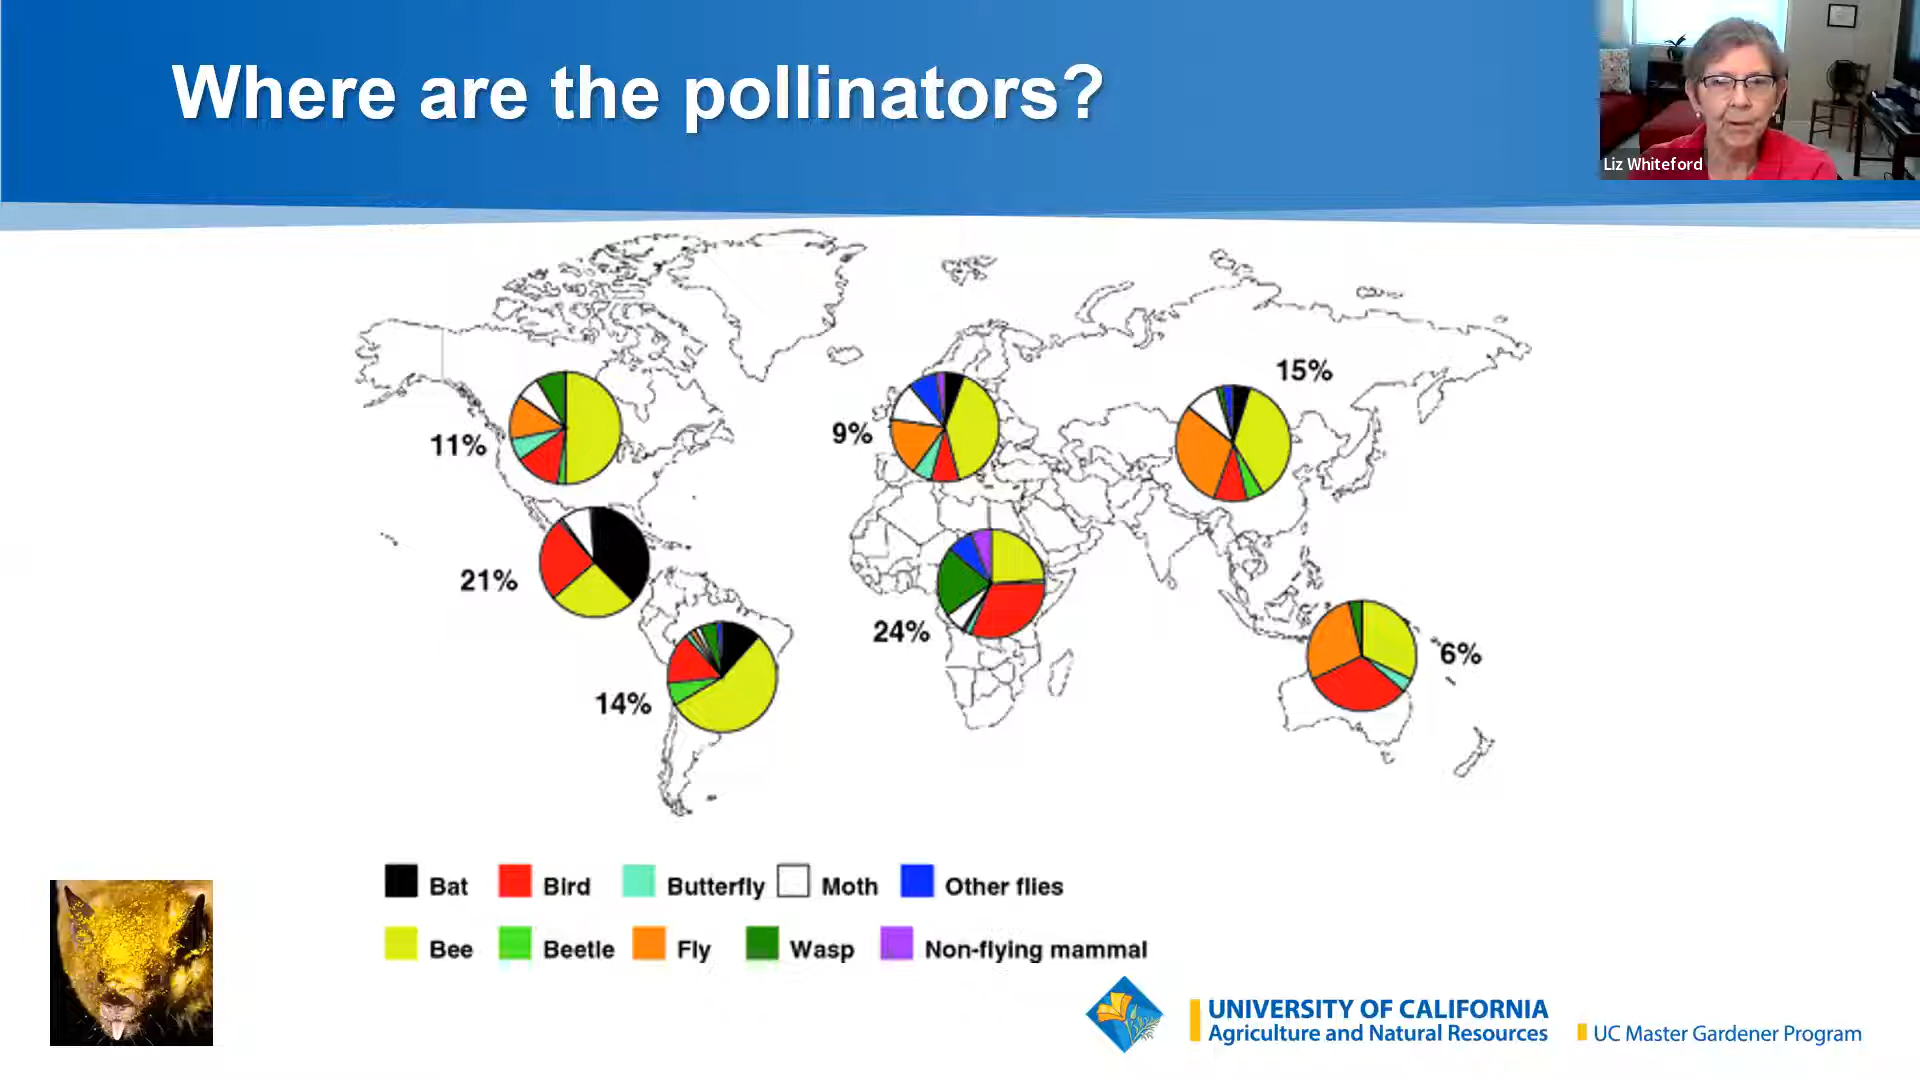 Where are the pollinators?
Liz Whiteford
15%
11%
9%
21%
24%
6%
14%
Bat
Bird
Butterfly
Moth
Other flies
Bee
Beetle
Fly
Wasp
Non-flying mammal
UNIVERSITY OF CALIFORNIA
Agriculture and Natural Resources
UC Master Gardener Program